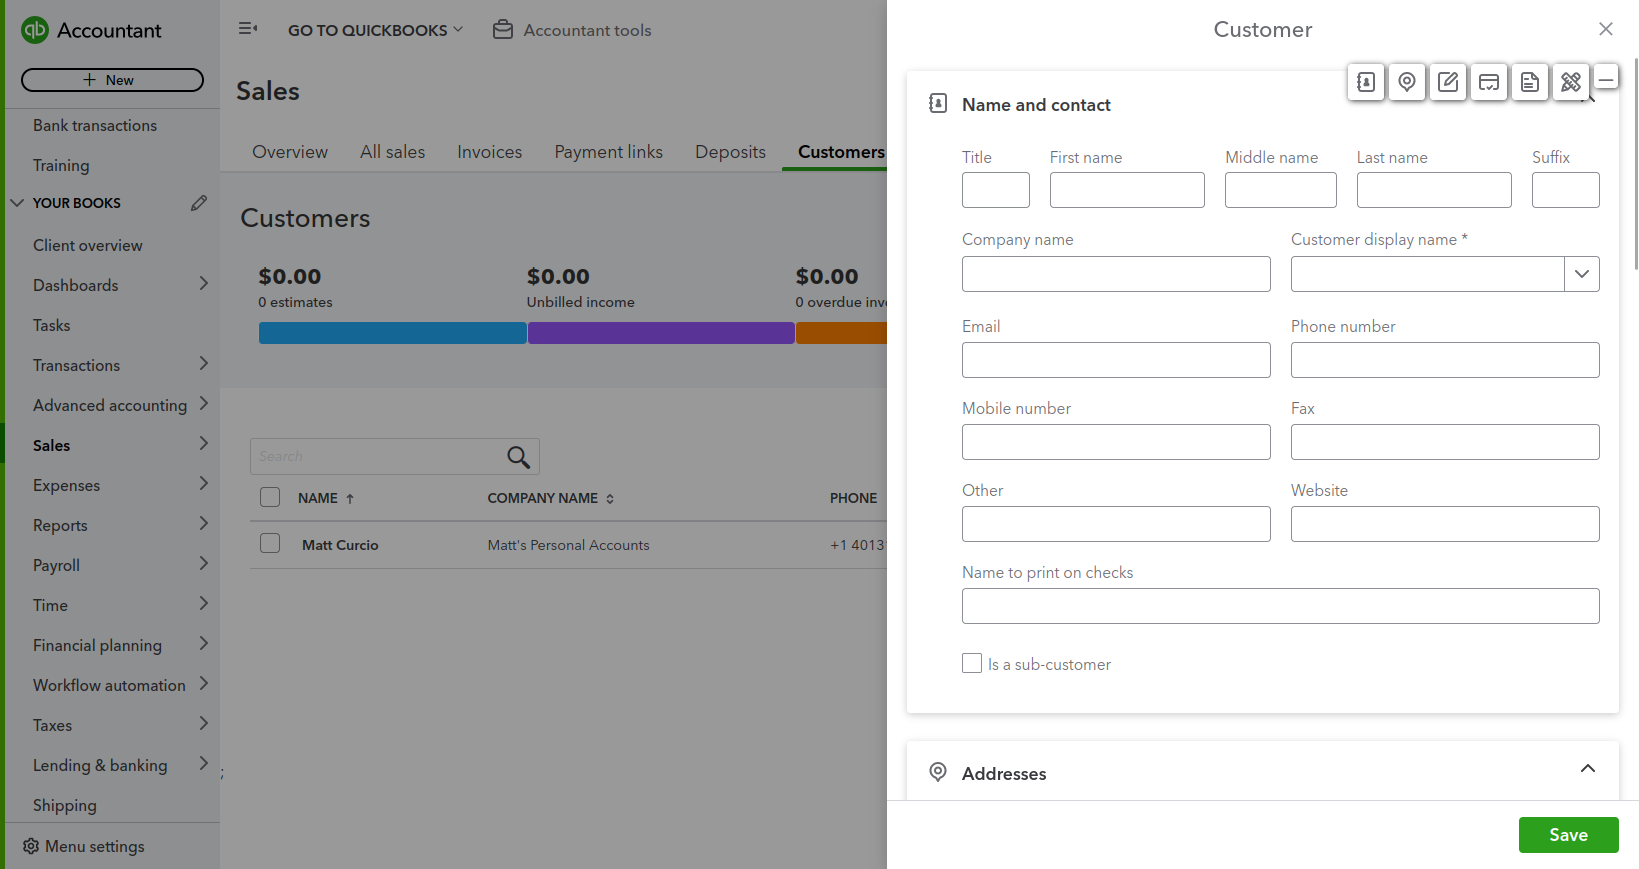 qb Accountant
GO TO QUICKBOOKS
Accountant tools
+ New
Bank transactions
Training
YOUR BOOKS
Client overview
Dashboards
Tasks
Transactions
Advanced accounting
Sales
Expenses
Reports
Payroll
Time
Financial planning
Workflow automation
Taxes
Lending & banking
Shipping
Menu settings
Sales
Overview All sales Invoices Payment links Deposits Customers
Customers
$0.00 $0.00 $0.00
0 estimates Unbilled income 0 overdue inv
Search
NAME COMPANY NAME PHONE
Matt Curcio Matt's Personal Accounts +1 4013
;
Customer
Name and contact
Title First name Middle name Last name Suffix
Company name Customer display name *
Email Phone number
Mobile number Fax
Other Website
Name to print on checks
Is a sub-customer
Addresses
Save